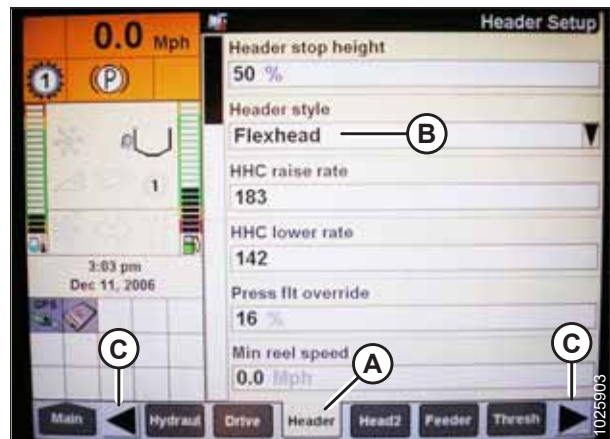 0.0 Mph
Header Setup
Header stop height
50 %
1
P
Header style
Flexhead
B
HHC raise rate
183
1
HHC lower rate
142
3:03 pm
Dec 11, 2006
Press flt override
16 %
GPS
Min reel speed
0.0 Mph
A
C
C
Main
Hydraul
Drive
Header
Head2
Feeder
Thresh
1025903